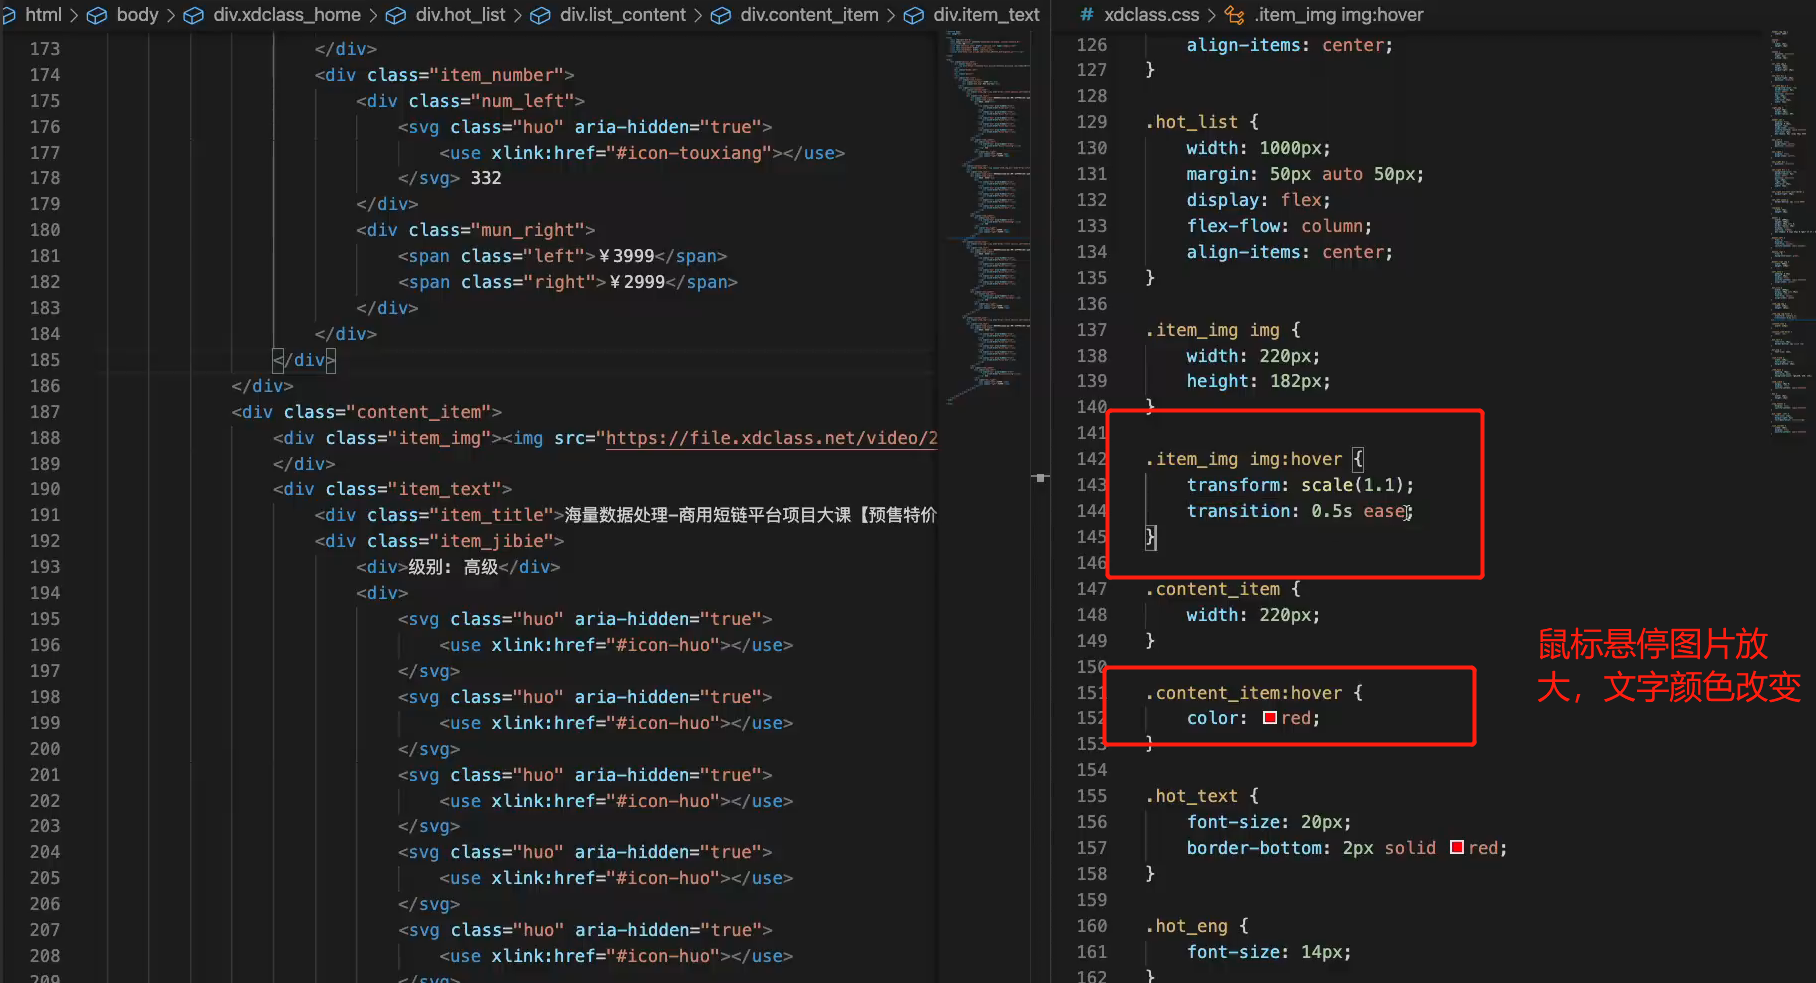 html > body > div.xdclass_home > div.hot_list > div.list_content > div.content_item > div.item_text
173 </div>
174 <div class="item_number">
175 <div class="num_left">
176 <svg class="huo" aria-hidden="true">
177 <use xlink:href="#icon-touxiang"></use>
178 </svg> 332
179 </div>
180 <div class="mun_right">
181 <span class="left">￥3999</span>
182 <span class="right">￥2999</span>
183 </div>
184 </div>
185 </div>
186 </div>
187 <div class="content_item">
188 <div class="item_img"><img src="https://file.xdclass.net/video/2
189 </div>
190 <div class="item_text">
191 <div class="item_title">海量数据处理-商用短链平台项目大课【预售特价
192 <div class="item_jibie">
193 <div>级别: 高级</div>
194 <div>
195 <svg class="huo" aria-hidden="true">
196 <use xlink:href="#icon-huo"></use>
197 </svg>
198 <svg class="huo" aria-hidden="true">
199 <use xlink:href="#icon-huo"></use>
200 </svg>
201 <svg class="huo" aria-hidden="true">
202 <use xlink:href="#icon-huo"></use>
203 </svg>
204 <svg class="huo" aria-hidden="true">
205 <use xlink:href="#icon-huo"></use>
206 </svg>
207 <svg class="huo" aria-hidden="true">
208 <use xlink:href="#icon-huo"></use>
209 </svg>
# xdclass.css > .item_img img:hover
126 align-items: center;
127 }
128
129 .hot_list {
130 width: 1000px;
131 margin: 50px auto 50px;
132 display: flex;
133 flex-flow: column;
134 align-items: center;
135 }
136
137 .item_img img {
138 width: 220px;
139 height: 182px;
140 }
141
142 .item_img img:hover {
143 transform: scale(1.1);
144 transition: 0.5s ease;
145 }
146
147 .content_item {
148 width: 220px;
149 }
150
151 .content_item:hover {
152 color: red;
153 }
154
155 .hot_text {
156 font-size: 20px;
157 border-bottom: 2px solid red;
158 }
159
160 .hot_eng {
161 font-size: 14px;
162 }
鼠标悬停图片放
大，文字颜色改变